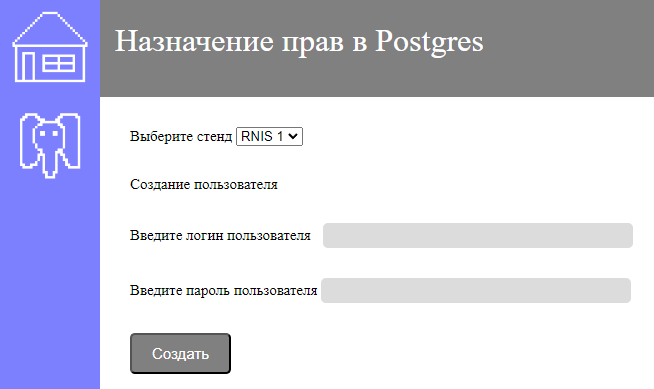 Назначение прав в Postgres
Выберите стенд RNIS 1
Создание пользователя
Введите логин пользователя
Введите пароль пользователя
Создать